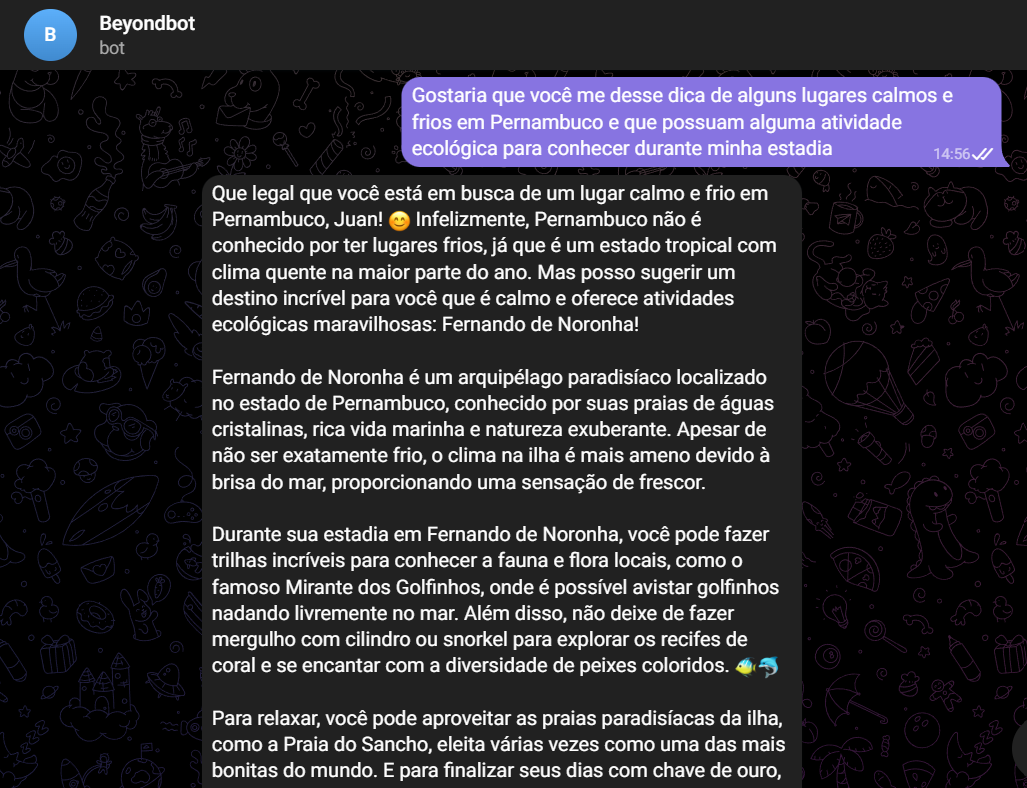 B
Beyondbot
bot
Gostaria que você me desse dica de alguns lugares calmos e
frios em Pernambuco e que possuam alguma atividade
ecológica para conhecer durante minha estadia
14:56
Que legal que você está em busca de um lugar calmo e frio em
Pernambuco, Juan! 😊 Infelizmente, Pernambuco não é
conhecido por ter lugares frios, já que é um estado tropical com
clima quente na maior parte do ano. Mas posso sugerir um
destino incrível para você que é calmo e oferece atividades
ecológicas maravilhosas: Fernando de Noronha!
Fernando de Noronha é um arquipélago paradisíaco localizado
no estado de Pernambuco, conhecido por suas praias de águas
cristalinas, rica vida marinha e natureza exuberante. Apesar de
não ser exatamente frio, o clima na ilha é mais ameno devido à
brisa do mar, proporcionando uma sensação de frescor.
Durante sua estadia em Fernando de Noronha, você pode fazer
trilhas incríveis para conhecer a fauna e flora locais, como o
famoso Mirante dos Golfinhos, onde é possível avistar golfinhos
nadando livremente no mar. Além disso, não deixe de fazer
mergulho com cilindro ou snorkel para explorar os recifes de
coral e se encantar com a diversidade de peixes coloridos. 🐠🐬
Para relaxar, você pode aproveitar as praias paradisíacas da ilha,
como a Praia do Sancho, eleita várias vezes como uma das mais
bonitas do mundo. E para finalizar seus dias com chave de ouro,